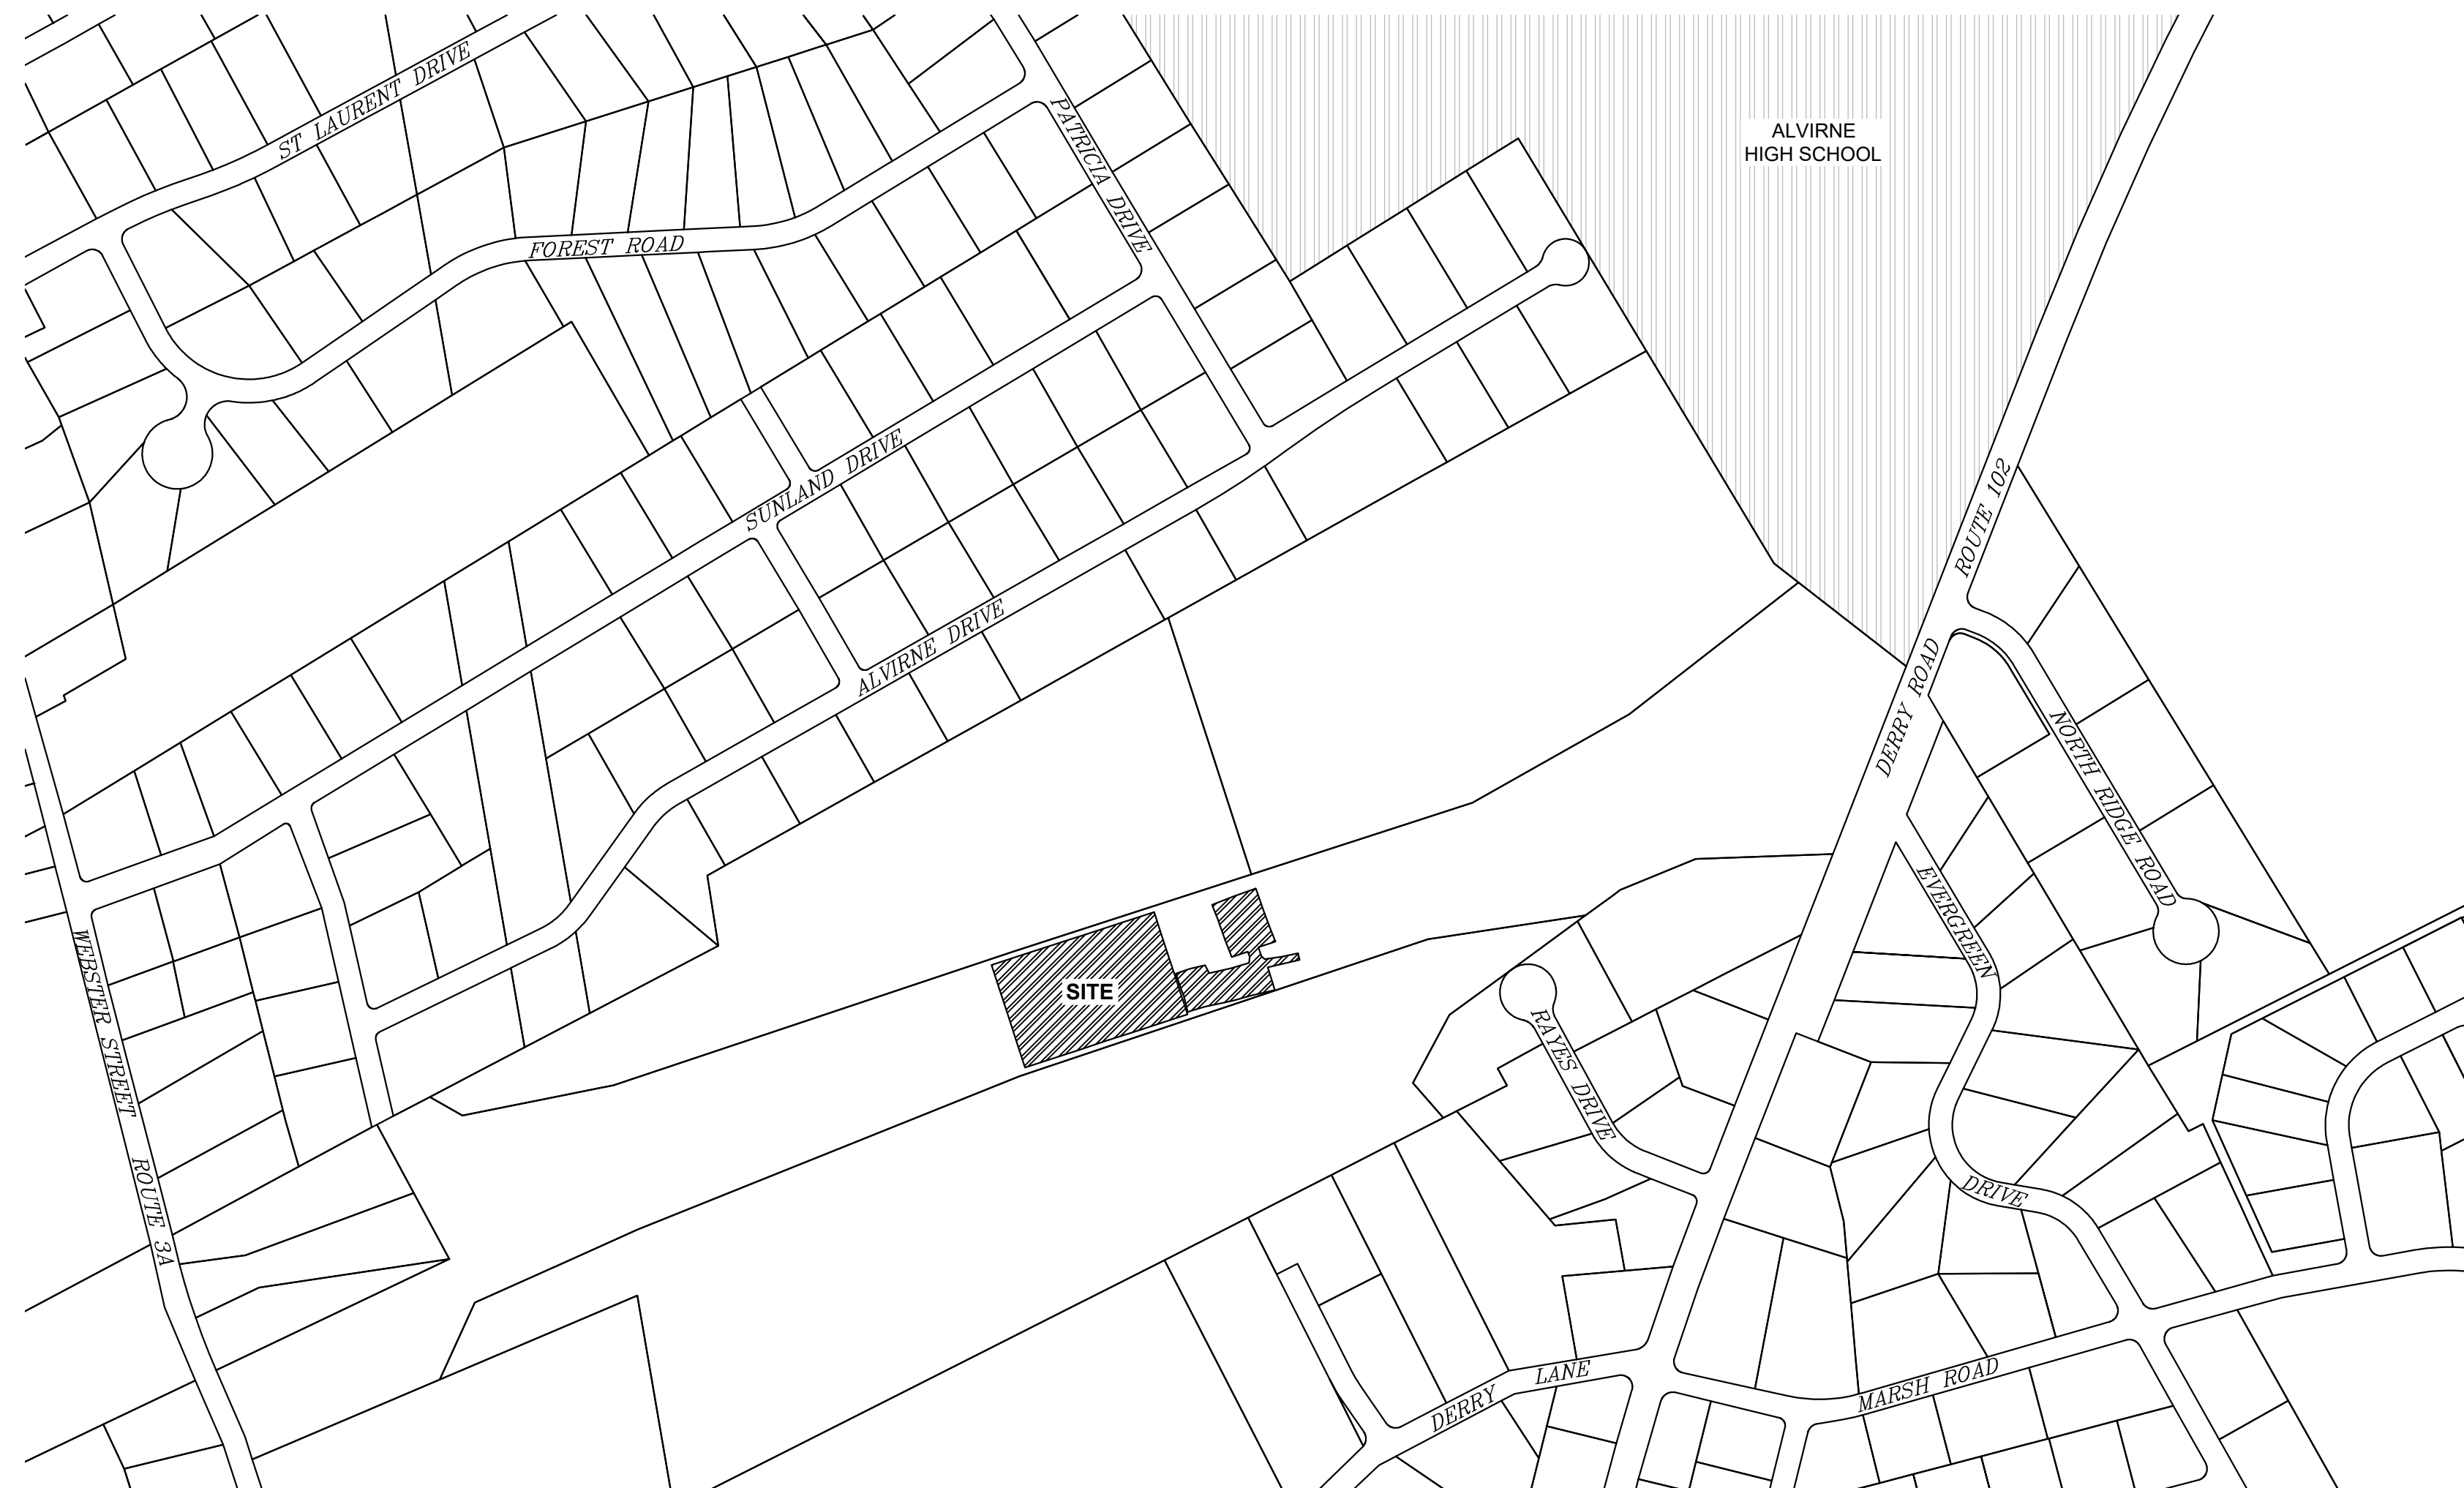 ST LAURENT DRIVE
PATRICIA DRIVE
ALVIRNE
HIGH SCHOOL
FOREST ROAD
SUNLAND DRIVE
ROUTE 102
ALVIRNE DRIVE
DERRY ROAD
NORTH RIDGE ROAD
EVERGREEN
WEBSTER STREET
SITE
RAYES DRIVE
ROUTE 3A
DRIVE
DERRY LANE
MARSH ROAD